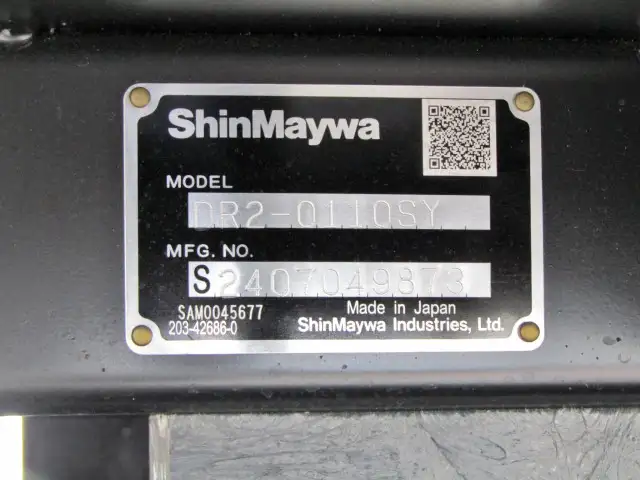 ShinMaywa
MODEL
DR2-0110SY
MFG. NO.
S2407049873
SAM0045677
203-42686-0
Made in Japan
ShinMaywa Industries, Ltd.